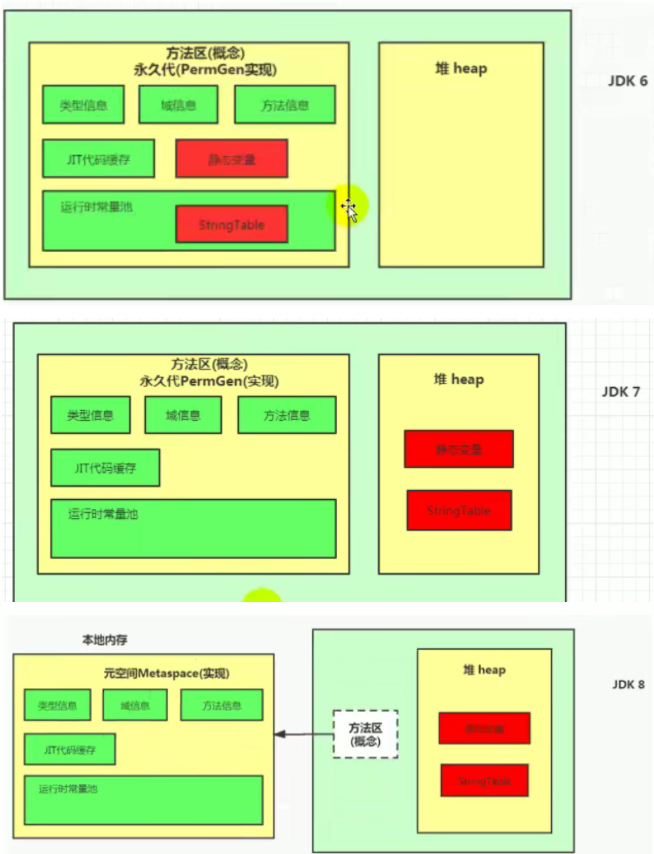 方法区(概念)
永久代(PermGen实现)
堆 heap
JDK 6
类型信息
域信息
方法信息
JIT代码缓存
静态变量
运行时常量池
StringTable
方法区(概念)
永久代PermGen(实现)
堆 heap
JDK 7
类型信息
域信息
方法信息
静态变量
JIT代码缓存
StringTable
运行时常量池
本地内存
元空间Metaspace(实现)
堆 heap
JDK 8
类型信息
域信息
方法信息
方法区
(概念)
静态变量
JIT代码缓存
StringTable
运行时常量池